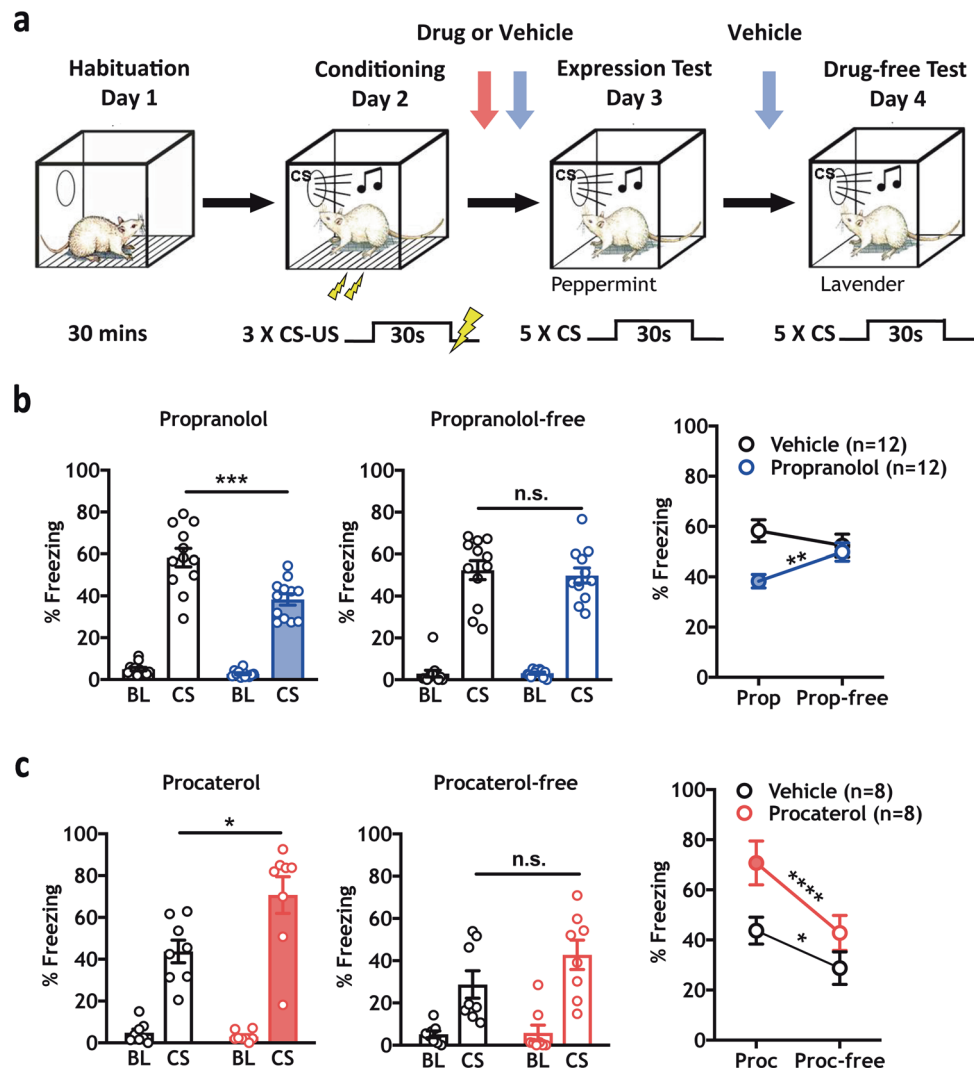 a
Drug or Vehicle
Vehicle
Habituation
Day 1
Conditioning
Day 2
Expression Test
Day 3
Drug-free Test
Day 4
CS
CS
CS
Peppermint
Lavender
30 mins
3 X CS-US
30s
5 X CS
30s
5 X CS
30s
b
Propranolol
% Freezing
100
80
60
40
20
0
***
BL
CS
BL
CS
Propranolol-free
% Freezing
100
80
60
40
20
0
n.s.
BL
CS
BL
CS
% Freezing
100
80
60
40
20
0
Vehicle (n=12)
Propranolol (n=12)
**
Prop
Prop-free
c
Procaterol
% Freezing
100
80
60
40
20
0
*
BL
CS
BL
CS
Procaterol-free
% Freezing
100
80
60
40
20
0
n.s.
BL
CS
BL
CS
% Freezing
100
80
60
40
20
0
Vehicle (n=8)
Procaterol (n=8)
****
*
Proc
Proc-free